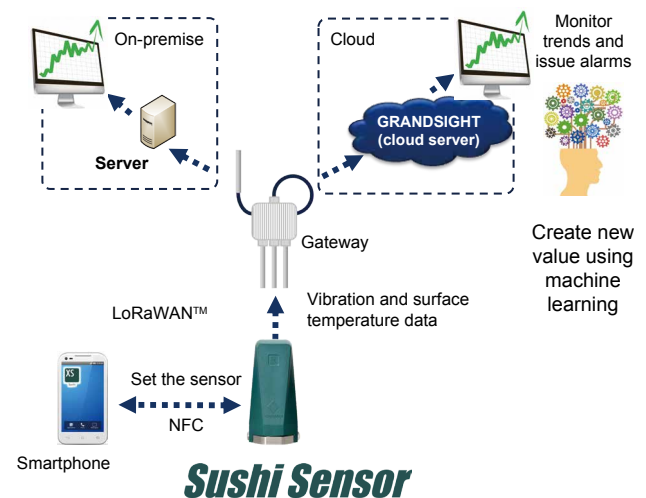 On-premise
Cloud
Monitor
trends and
issue alarms
GRANDSIGHT
(cloud server)
Server
Gateway
Create new
value using
machine
learning
Vibration and surface
temperature data
LoRaWAN™
XS
Set the sensor
NFC
Smartphone
Sushi Sensor